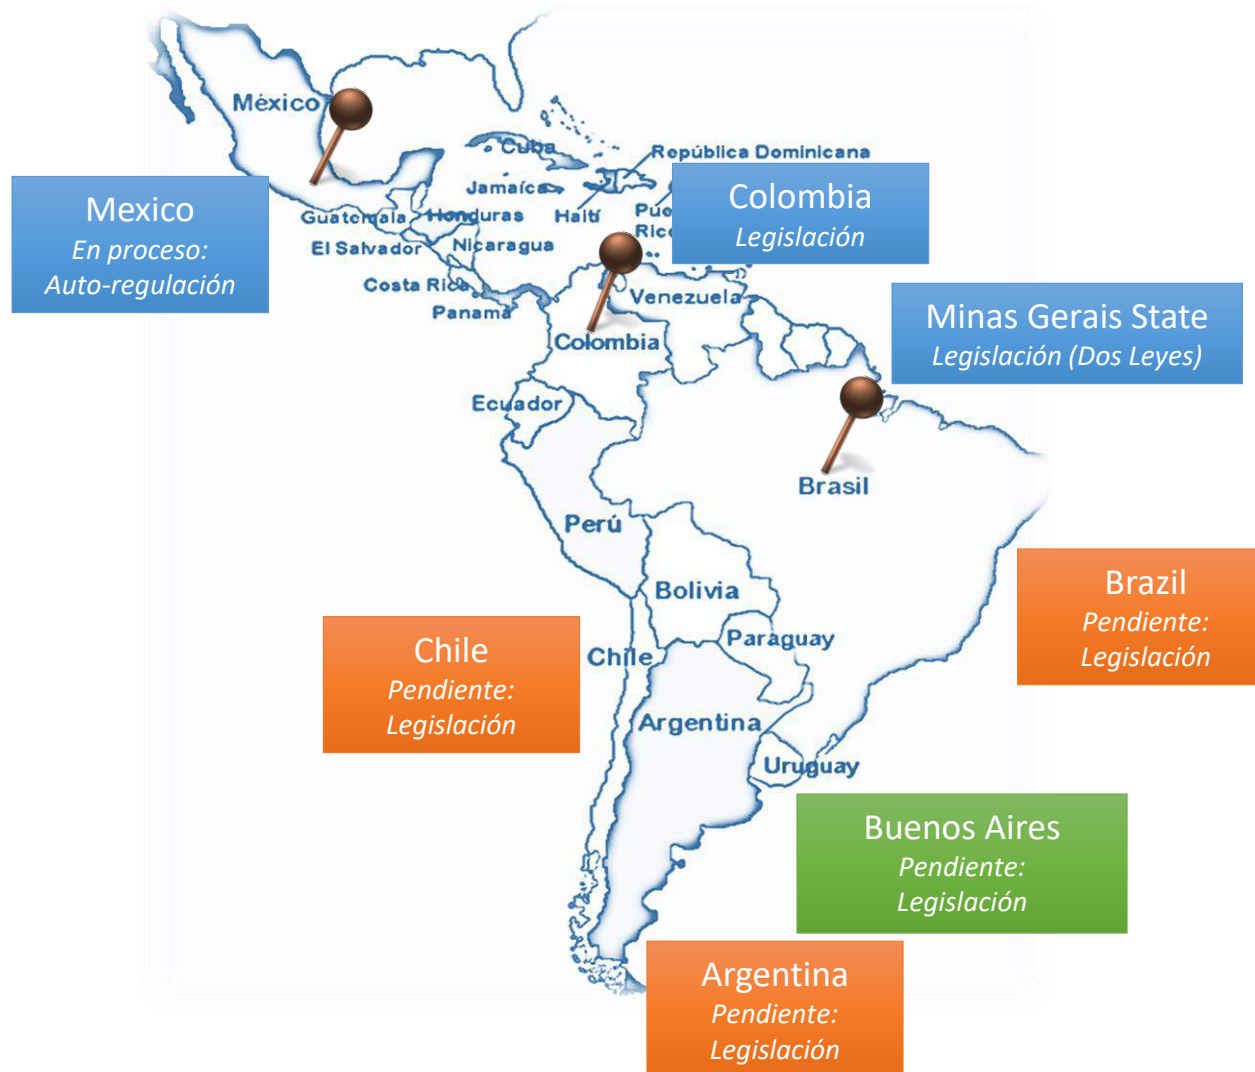 México
Cuba
República Dominicana
Jamaíca
Haití
Guatemala
Honduras
El Salvador
Nicaragua
Costa Rica
Panamá
Venezuela
Colombia
Ecuador
Brasil
Perú
Bolivia
Paraguay
Chile
Argentina
Uruguay
Mexico
En proceso:
Auto-regulación
Colombia
Legislación
Minas Gerais State
Legislación (Dos Leyes)
Brazil
Pendiente:
Legislación
Chile
Pendiente:
Legislación
Buenos Aires
Pendiente:
Legislación
Argentina
Pendiente:
Legislación